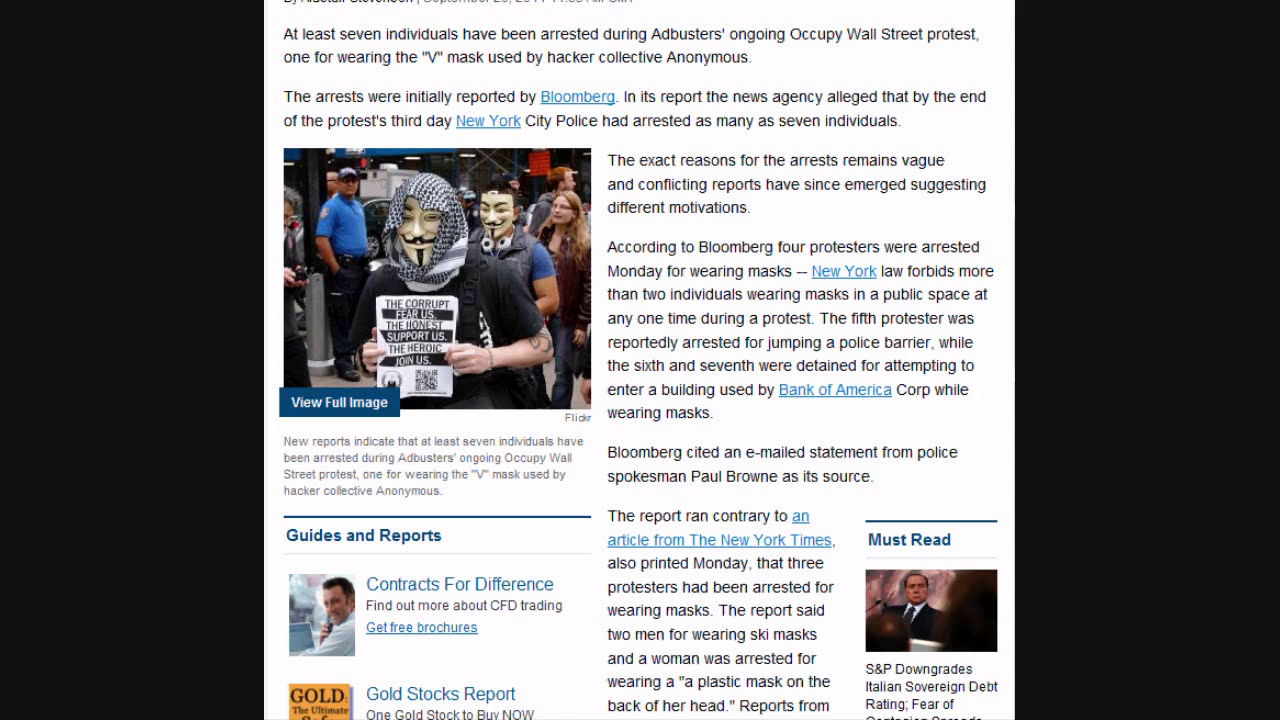 At least seven individuals have been arrested during Adbusters' ongoing Occupy Wall Street protest,
one for wearing the "V" mask used by hacker collective Anonymous.
The arrests were initially reported by Bloomberg. In its report the news agency alleged that by the end
of the protest's third day New York City Police had arrested as many as seven individuals.
THE CORRUPT
FEAR US.
THE HONEST
SUPPORT US.
THE HEROIC
JOIN US.
View Full Image
Flickr
New reports indicate that at least seven individuals have
been arrested during Adbusters' ongoing Occupy Wall
Street protest, one for wearing the "V" mask used by
hacker collective Anonymous.
The exact reasons for the arrests remains vague
and conflicting reports have since emerged suggesting
different motivations.
According to Bloomberg four protesters were arrested
Monday for wearing masks -- New York law forbids more
than two individuals wearing masks in a public space at
any one time during a protest. The fifth protester was
reportedly arrested for jumping a police barrier, while
the sixth and seventh were detained for attempting to
enter a building used by Bank of America Corp while
wearing masks.
Bloomberg cited an e-mailed statement from police
spokesman Paul Browne as its source.
The report ran contrary to an
article from The New York Times,
also printed Monday, that three
protesters had been arrested for
wearing masks. The report said
two men for wearing ski masks
and a woman was arrested for
wearing a "a plastic mask on the
back of her head." Reports from
Guides and Reports
Contracts For Difference
Find out more about CFD trading
Get free brochures
GOLD:
The Ultimate
Gold Stocks Report
One Gold Stock to Buy NOW
Must Read
S&P Downgrades
Italian Sovereign Debt
Rating; Fear of